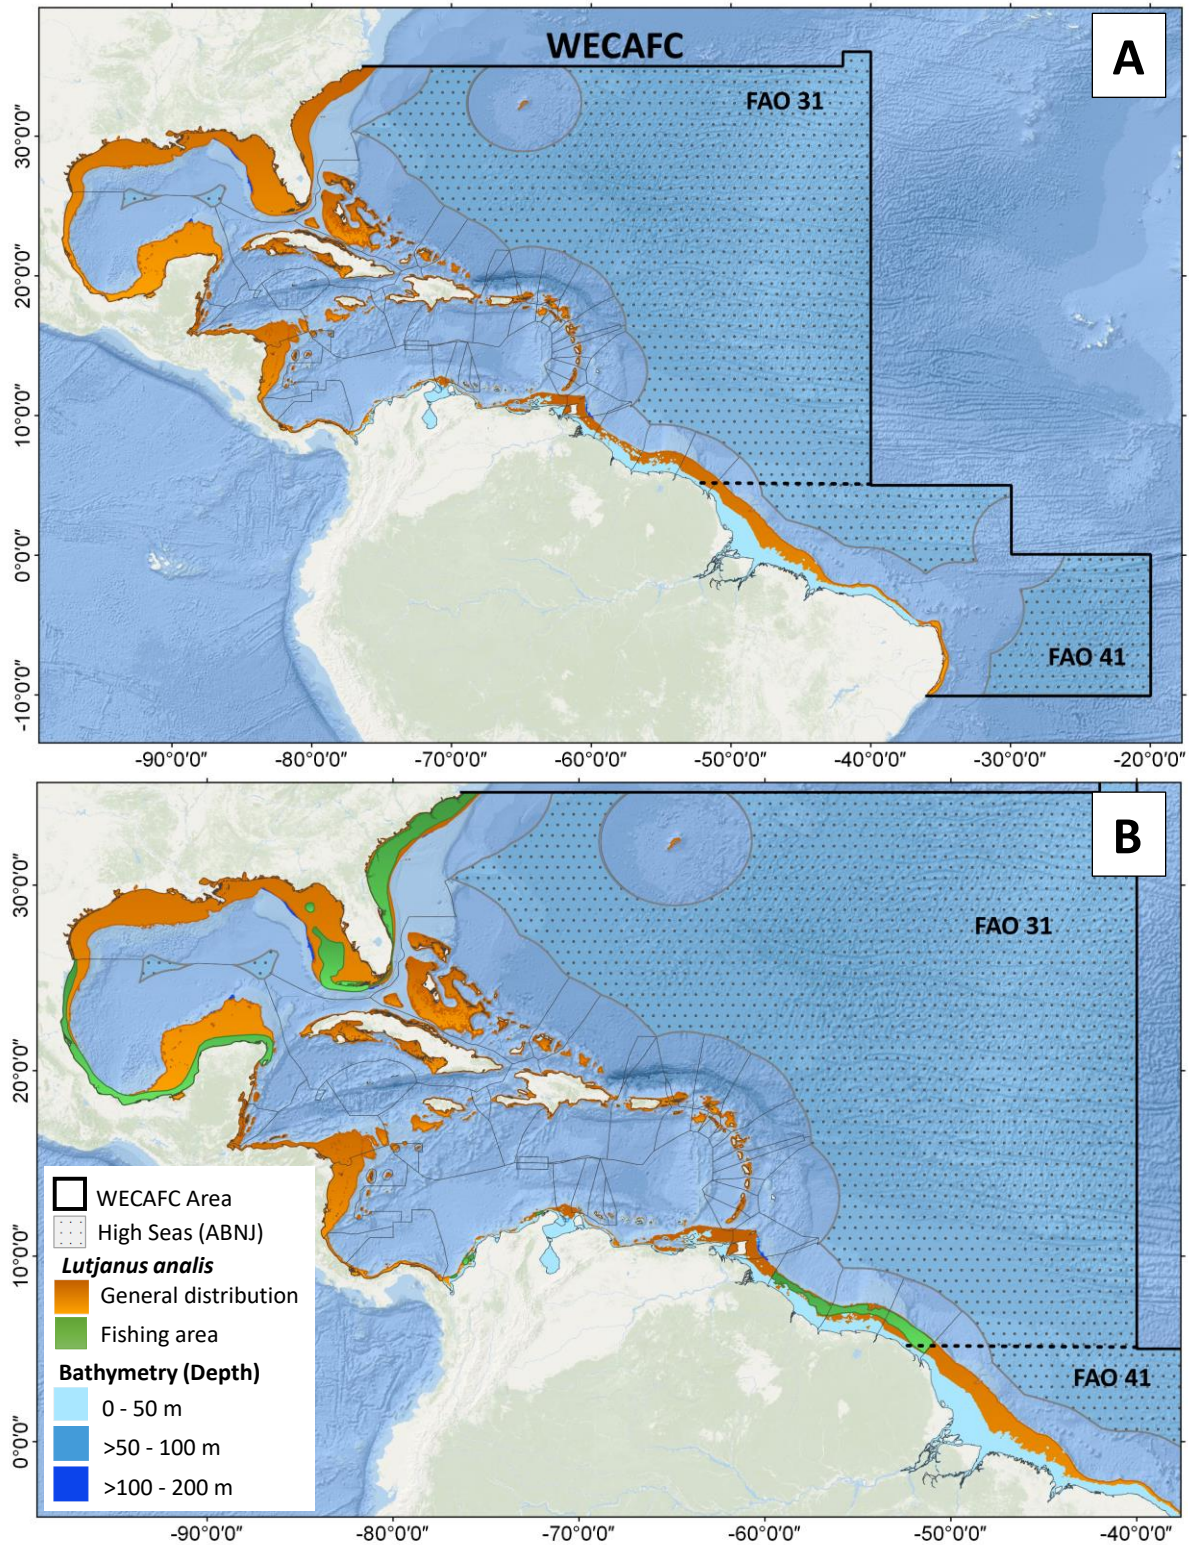 WECAFC
A
FAO 31
FAO 41
30°0'0"
20°0'0"
10°0'0"
0°0'0"
-10°0'0"
-90°0'0"
-80°0'0"
-70°0'0"
-60°0'0"
-50°0'0"
-40°0'0"
-30°0'0"
-20°0'0"
B
FAO 31
FAO 41
30°0'0"
20°0'0"
10°0'0"
0°0'0"
WECAFC Area
High Seas (ABNJ)
Lutjanus analis
General distribution
Fishing area
Bathymetry (Depth)
0 - 50 m
>50 - 100 m
>100 - 200 m
-90°0'0"
-80°0'0"
-70°0'0"
-60°0'0"
-50°0'0"
-40°0'0"